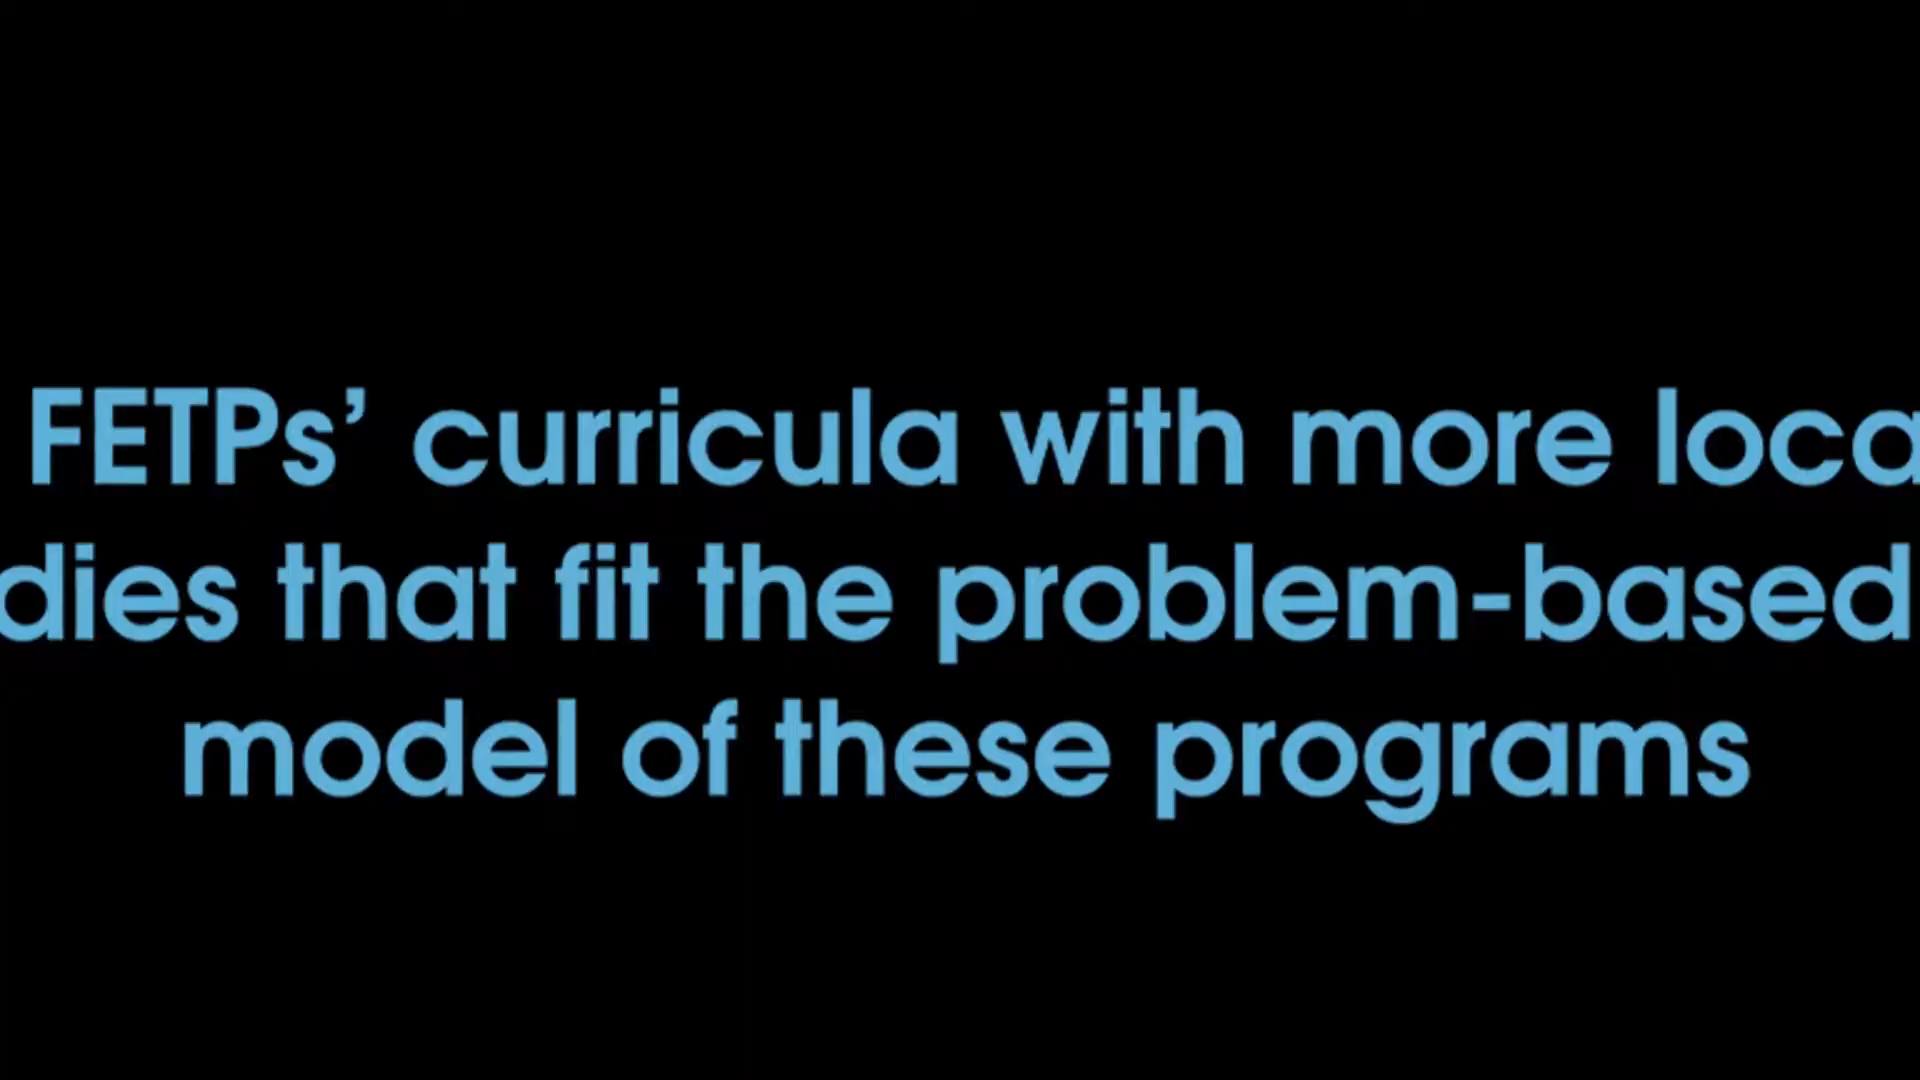 FETPs’ curricula with more loca
dies that fit the problem-based
model of these programs